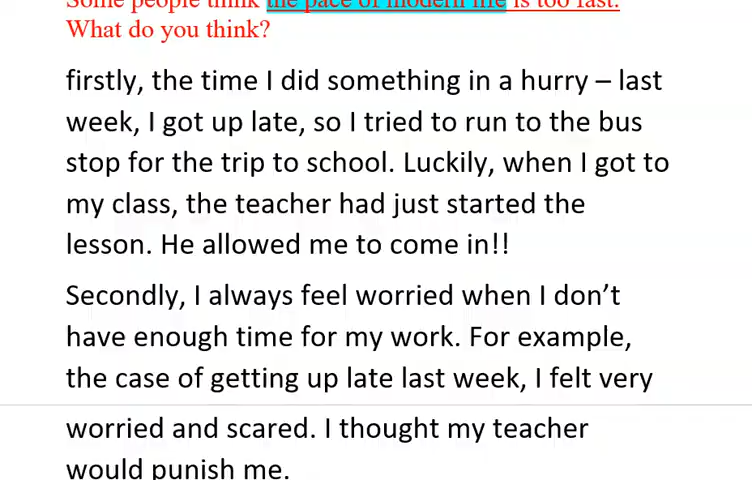 Some people think the pace of modern life is too fast.
What do you think?
firstly, the time I did something in a hurry – last
week, I got up late, so I tried to run to the bus
stop for the trip to school. Luckily, when I got to
my class, the teacher had just started the
lesson. He allowed me to come in!!
Secondly, I always feel worried when I don’t
have enough time for my work. For example,
the case of getting up late last week, I felt very
worried and scared. I thought my teacher
would punish me.